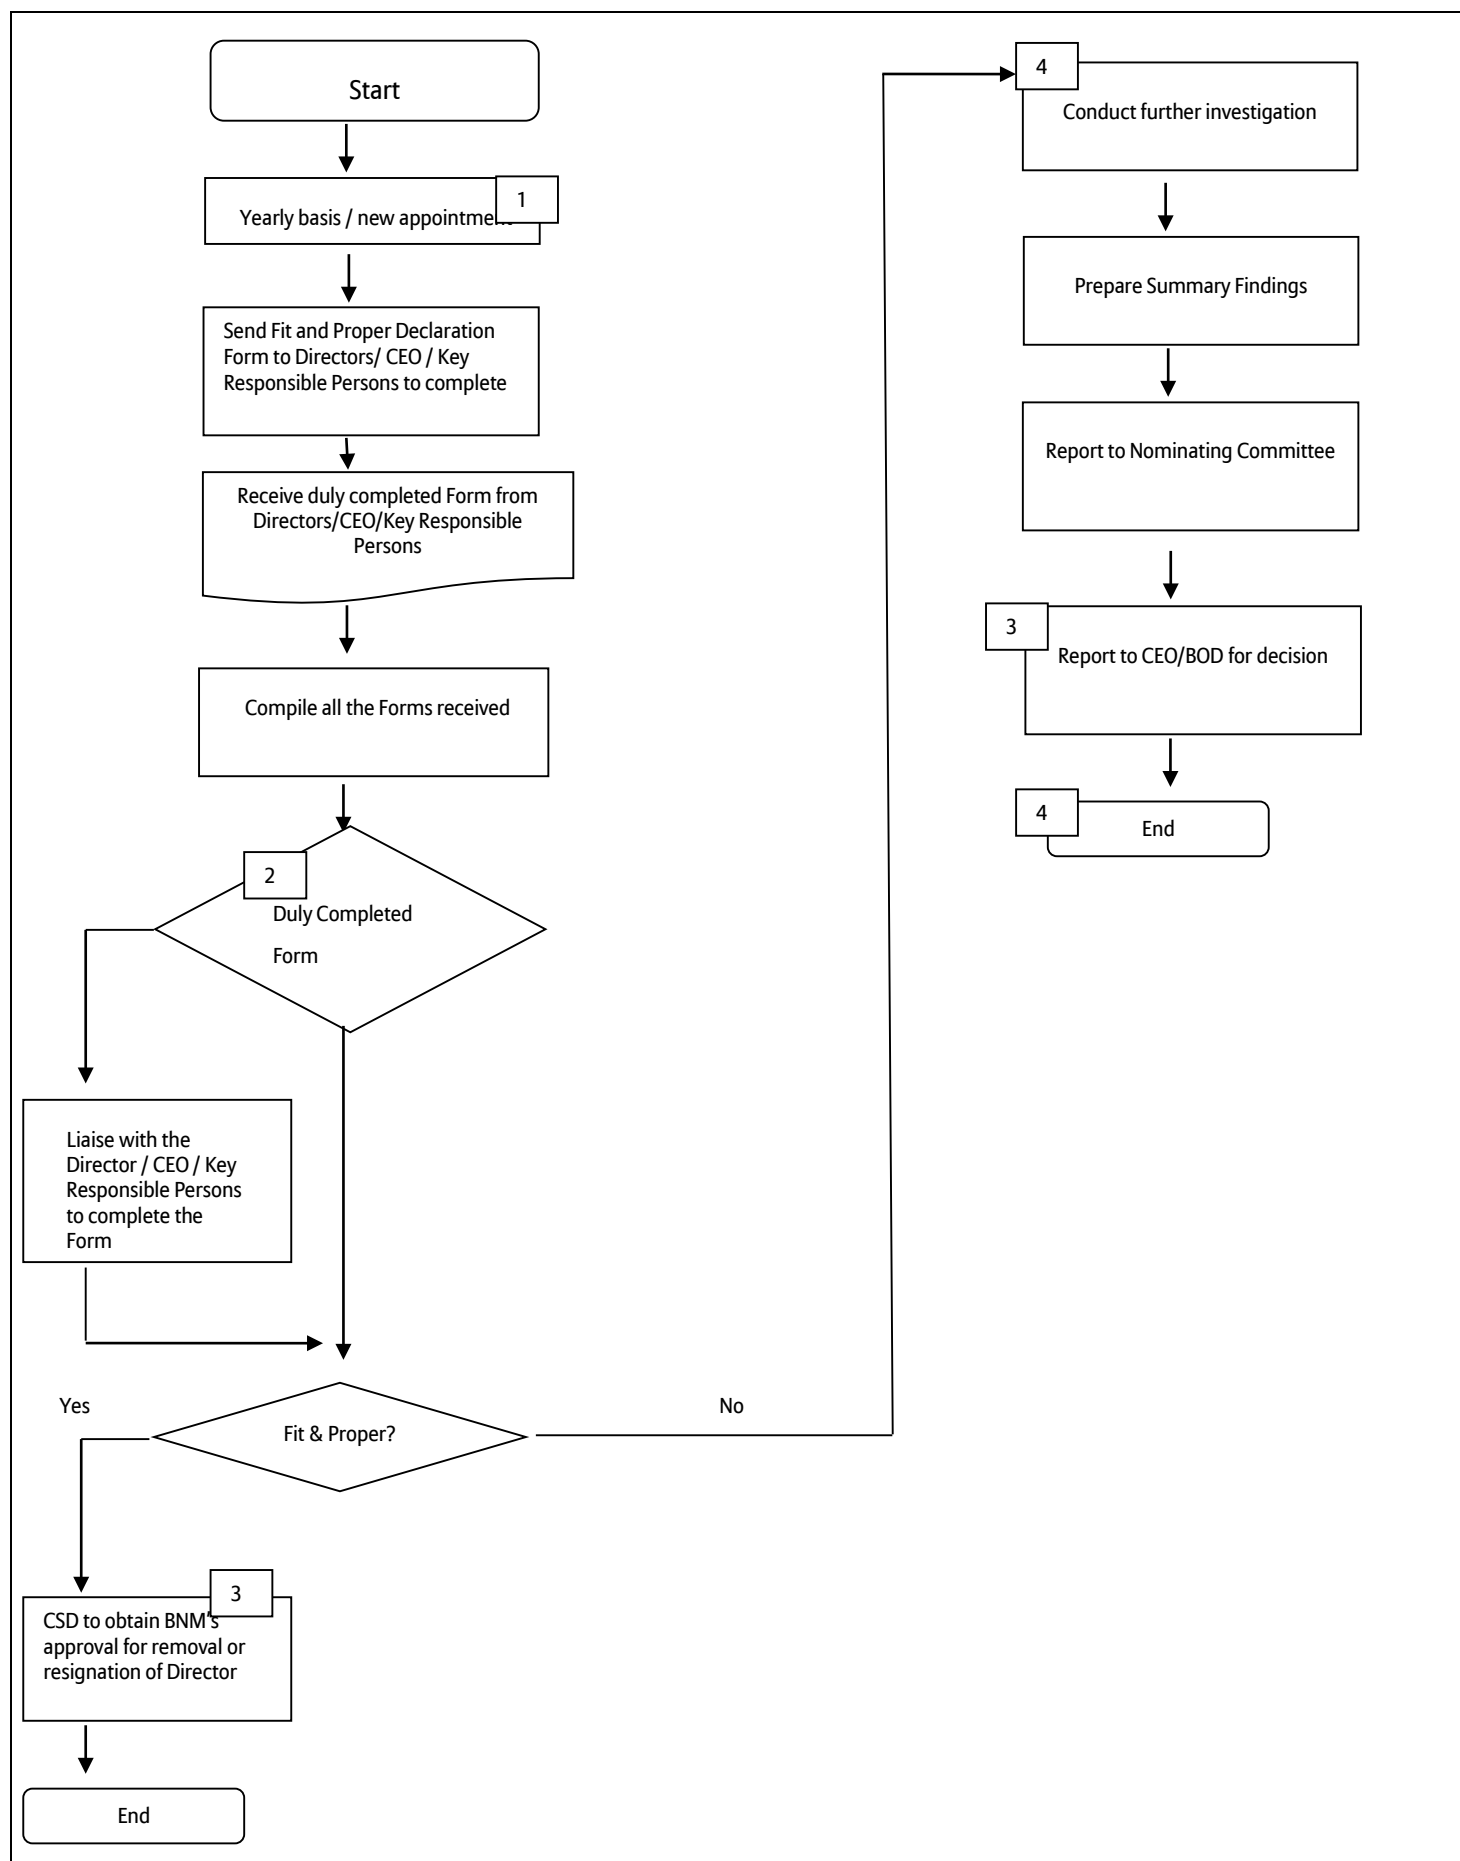 Start
1
Yearly basis / new appointment
Send Fit and Proper Declaration
Form to Directors/ CEO / Key
Responsible Persons to complete
Receive duly completed Form from
Directors/CEO/Key Responsible
Persons
Compile all the Forms received
2
Duly Completed
Form
Liaise with the
Director / CEO / Key
Responsible Persons
to complete the
Form
Yes
No
Fit & Proper?
3
CSD to obtain BNM's
approval for removal or
resignation of Director
End
4
Conduct further investigation
Prepare Summary Findings
Report to Nominating Committee
3
Report to CEO/BOD for decision
4
End